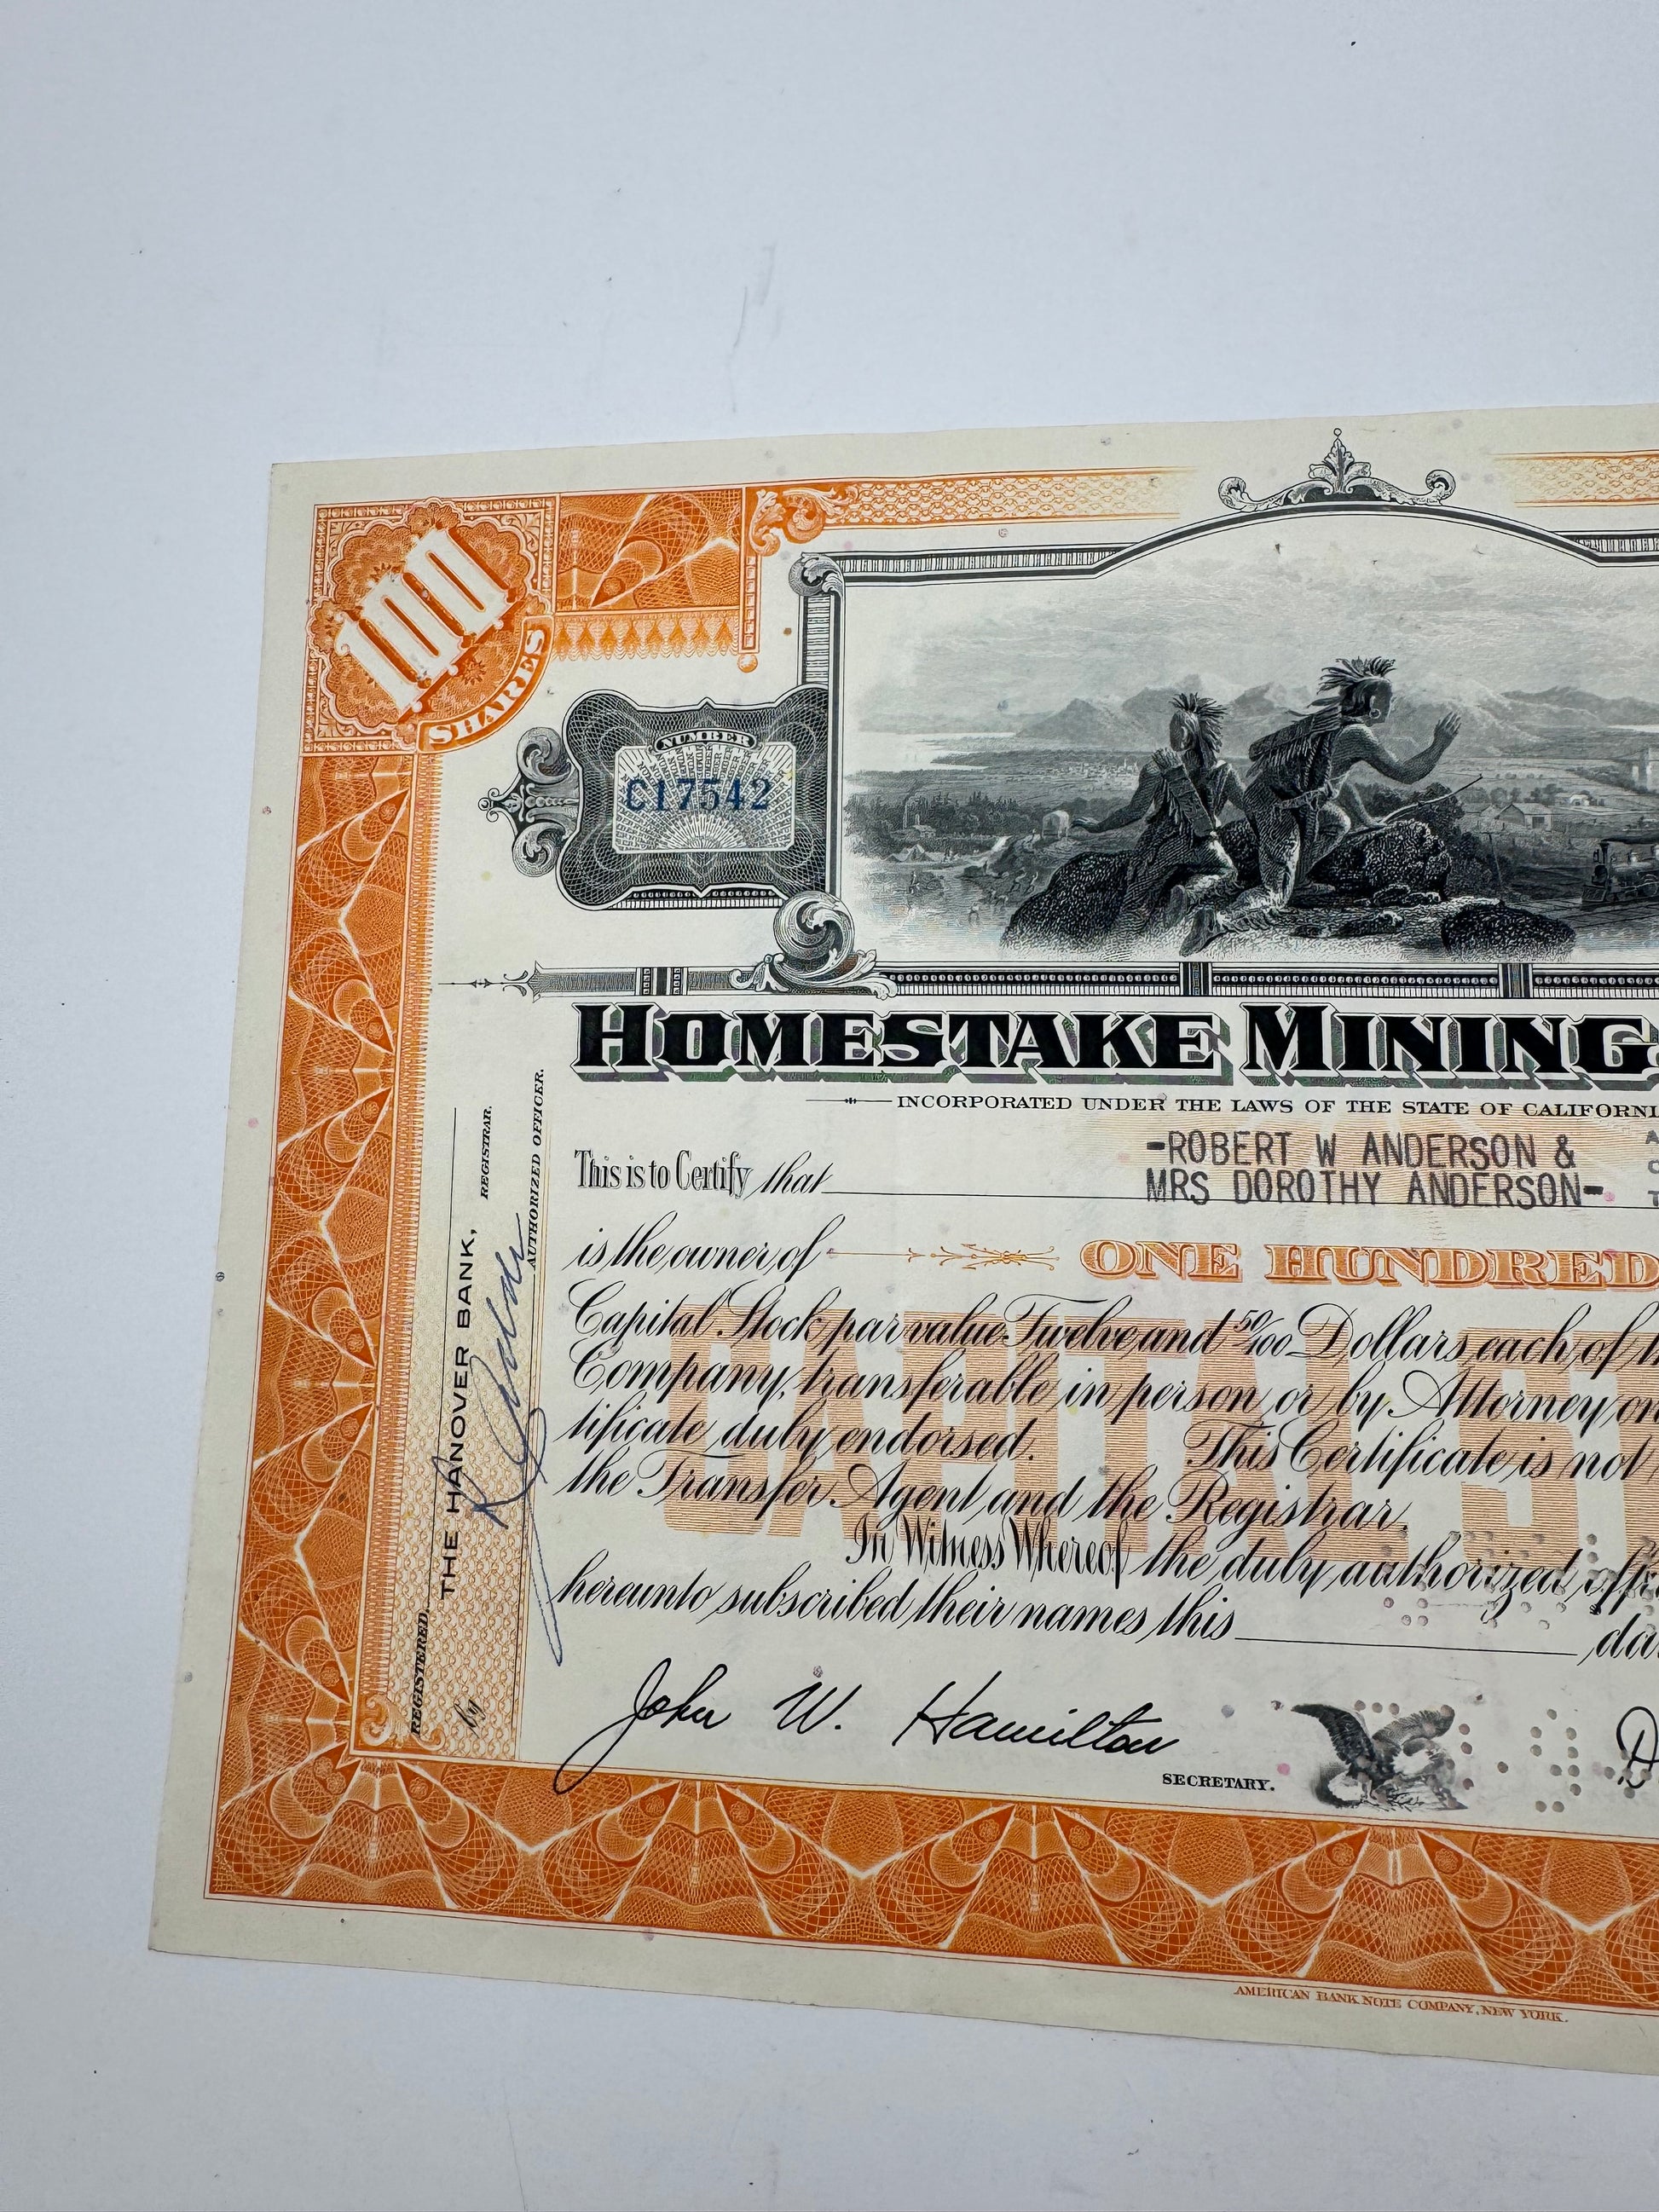 100
SHARES
NUMBER
C17542
HOMESTAKE MINING
INCORPORATED UNDER THE LAWS OF THE STATE OF CALIFORNI
This is to Certify that
-ROBERT W ANDERSON &
MRS DOROTHY ANDERSON-
is the owner of ONE HUNDRED
CAPITAL ST
Capital Stock par value Twelve and 50/100 Dollars each of
Company, transferable in person or by Attorney on
tificate duly endorsed. This Certificate is not
the Transfer Agent and the Registrar.
In Witness Whereof the duly authorized offi
hereunto subscribed their names this
John W. Hamilton
SECRETARY.
REGISTERED.
THE HANOVER BANK,
REGISTRAR.
by
AUTHORIZED OFFICER.
AMERICAN BANK NOTE COMPANY, NEW YORK.